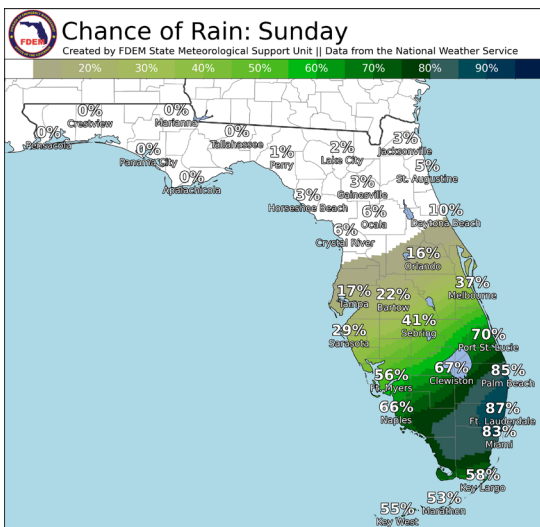 Chance of Rain: Sunday
FDEM
Created by FDEM State Meteorological Support Unit || Data from the National Weather Service
20% 30% 40% 50% 60% 70% 80% 90%
0%
Crestview
0%
Marianna
0%
Pensacola
0%
Tallahassee
3%
Jacksonville
0%
Panama City
1%
Perry
2%
Lake City
5%
St. Augustine
0%
Apalachicola
3%
Gainesville
3%
Horseshoe Beach
6%
Ocala
10%
Daytona Beach
6%
Crystal River
16%
Orlando
17%
Tampa
22%
Bartow
37%
Melbourne
29%
Sarasota
41%
Sebring
70%
Port St. Lucie
56%
Ft. Myers
67%
Clewiston
85%
Palm Beach
66%
Naples
87%
Ft. Lauderdale
83%
Miami
58%
Key Largo
53%
Marathon
55%
Key West